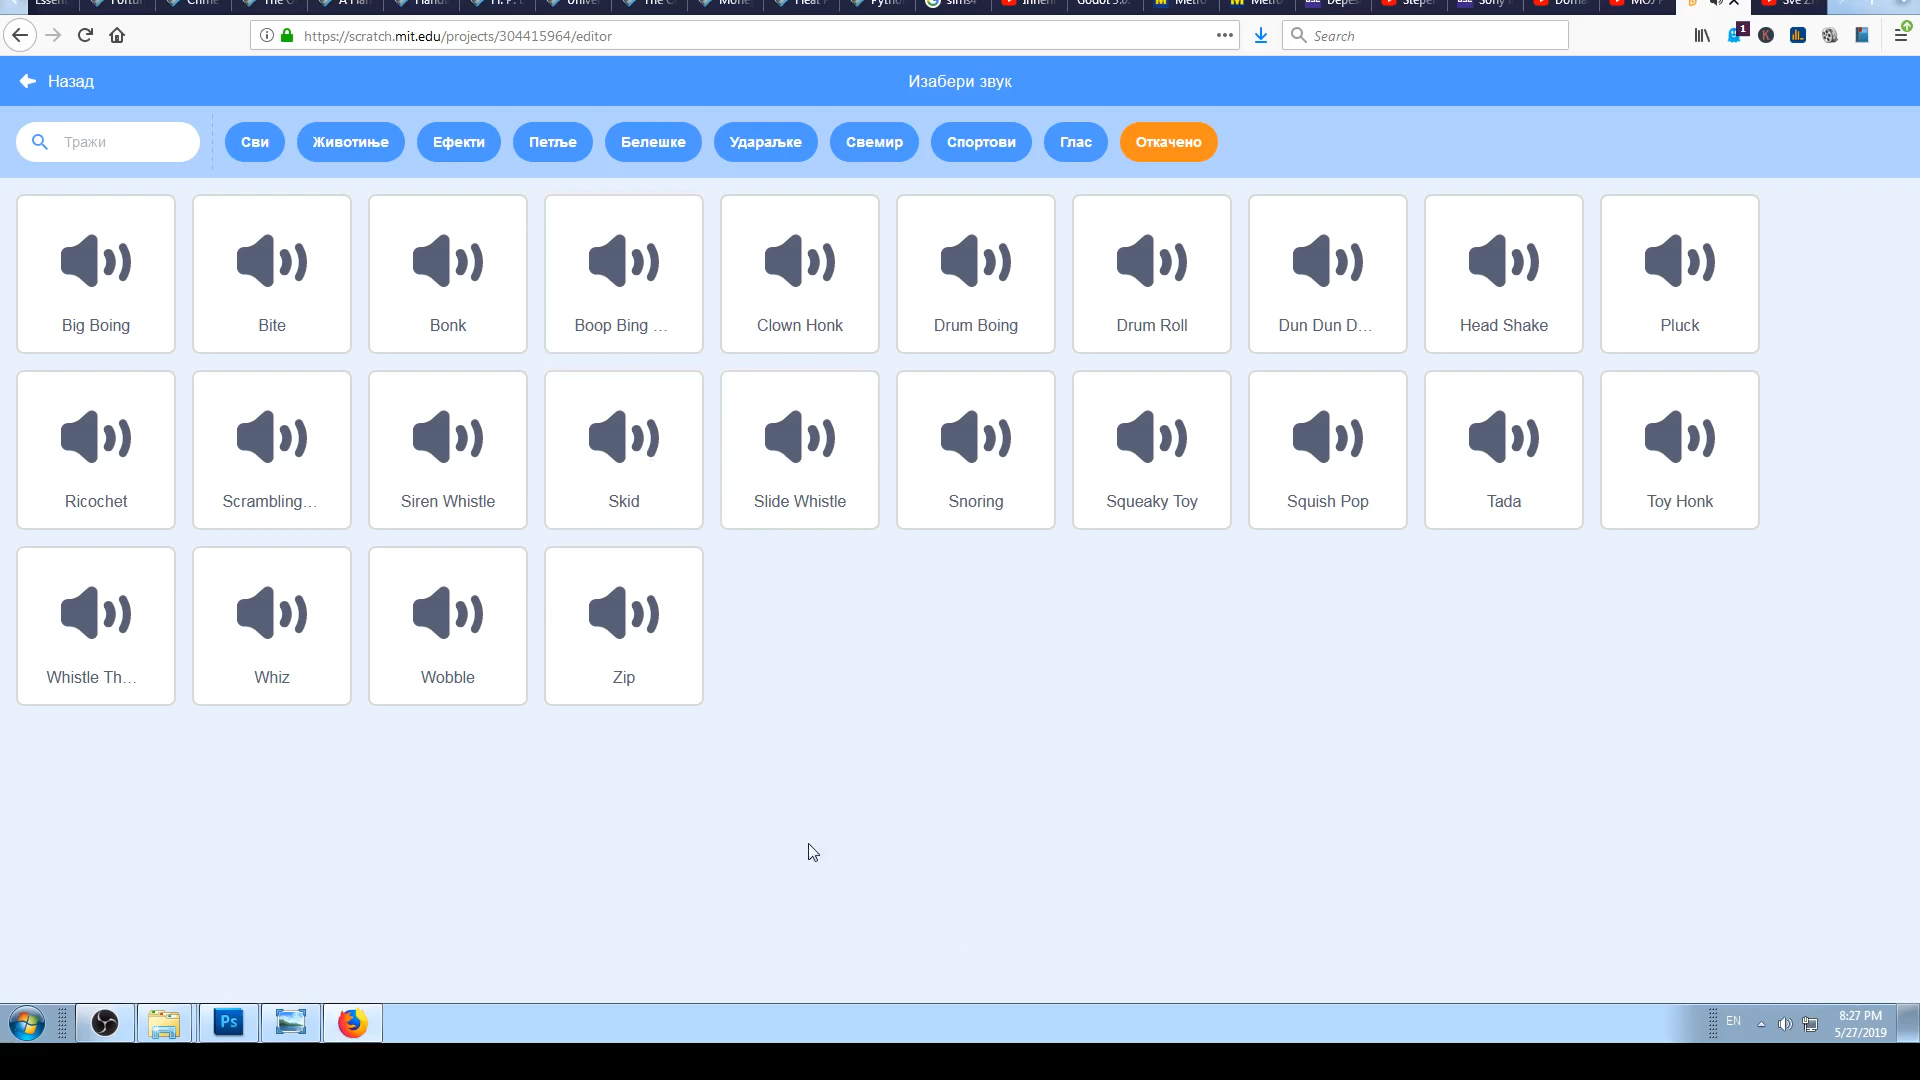 https://scratch.mit.edu/projects/304415964/editor
Search
1
Назад
Изабери звук
Тражи
Сви
Животиње
Ефекти
Петље
Белешке
Удараљке
Свемир
Спортови
Глас
Откачено
Big Boing
Bite
Bonk
Boop Bing ...
Clown Honk
Drum Boing
Drum Roll
Dun Dun D...
Head Shake
Pluck
Ricochet
Scrambling...
Siren Whistle
Skid
Slide Whistle
Snoring
Squeaky Toy
Squish Pop
Tada
Toy Honk
Whistle Th...
Whiz
Wobble
Zip
Ps
EN
8:27 PM
5/27/2019